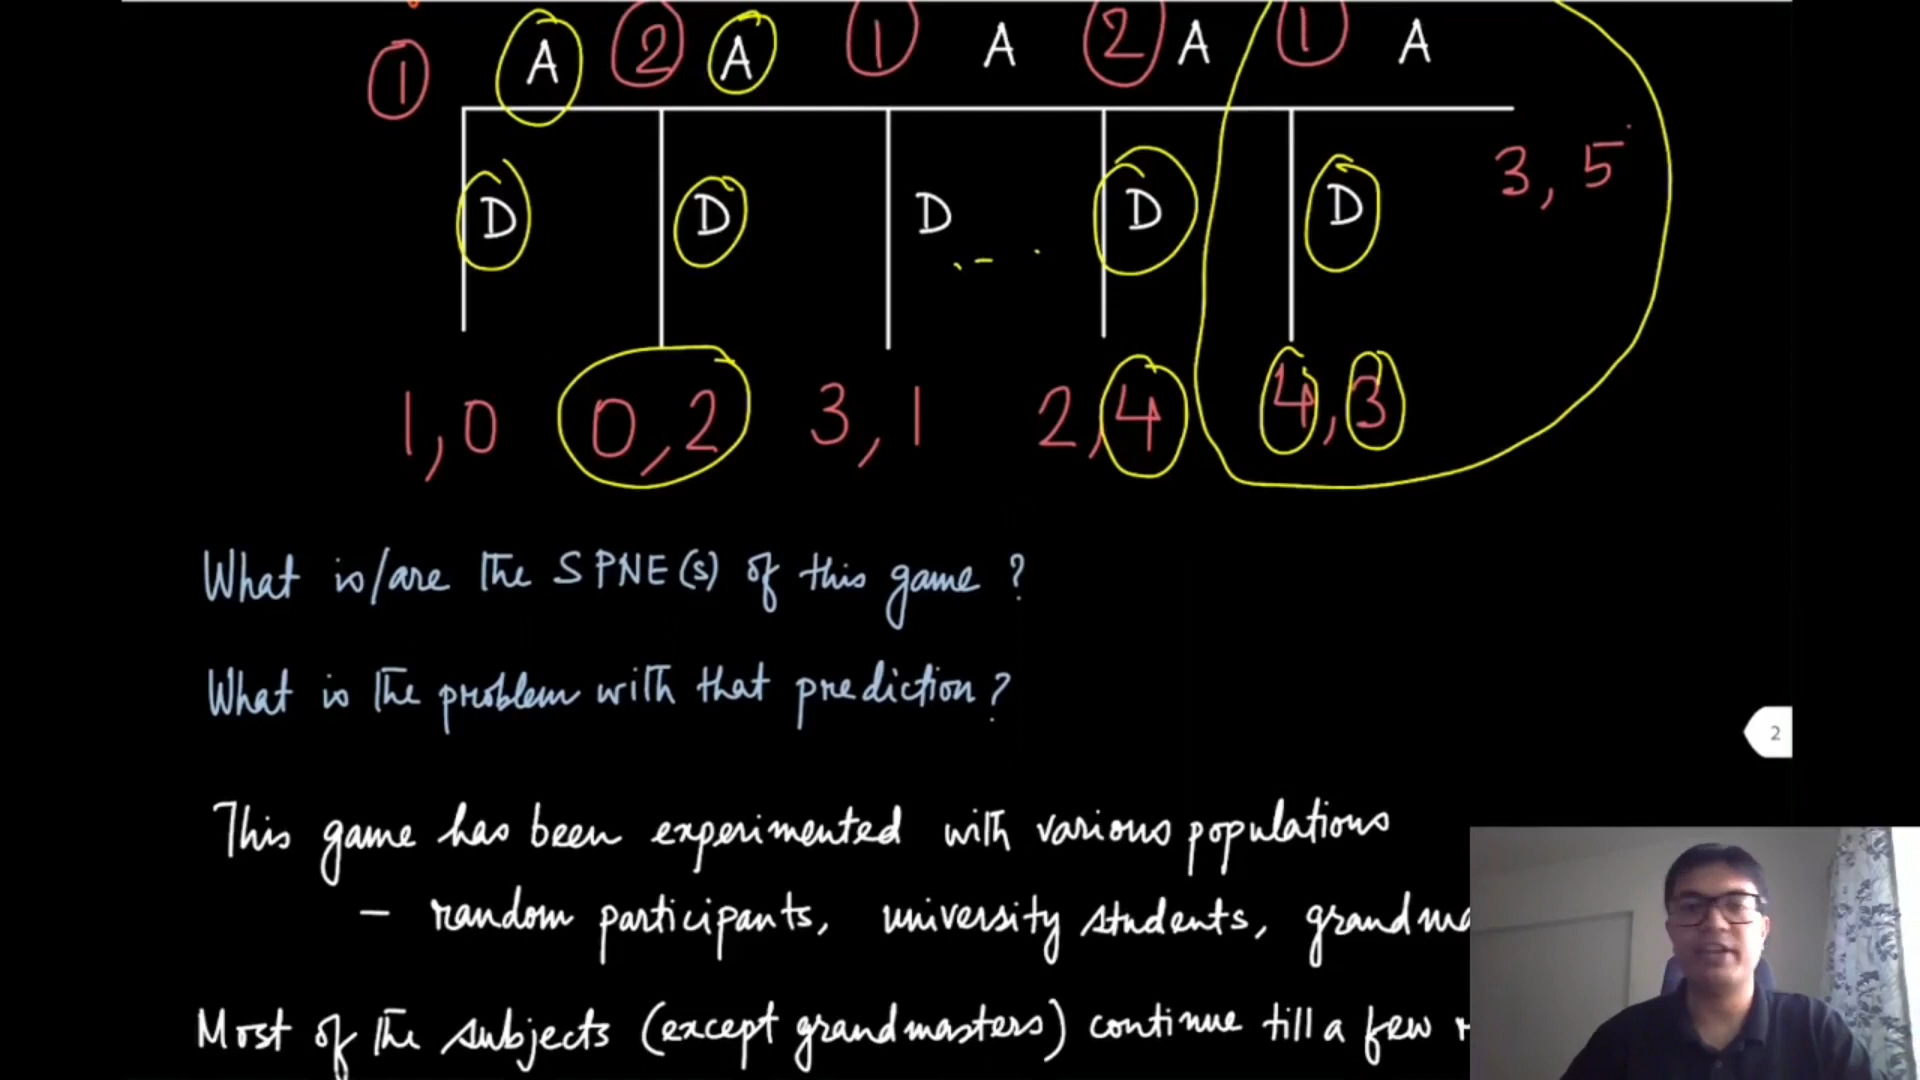 1 A 2 A 1 A 2 A 1 A
D D D D D 3, 5
1, 0 0, 2 3, 1 2, 4 4, 3
What is/are the SPNE(s) of this game?
What is the problem with that prediction?
2
This game has been experimented with various populations
- random participants, university students,
Most of the subjects (except grandmasters) continue till a few